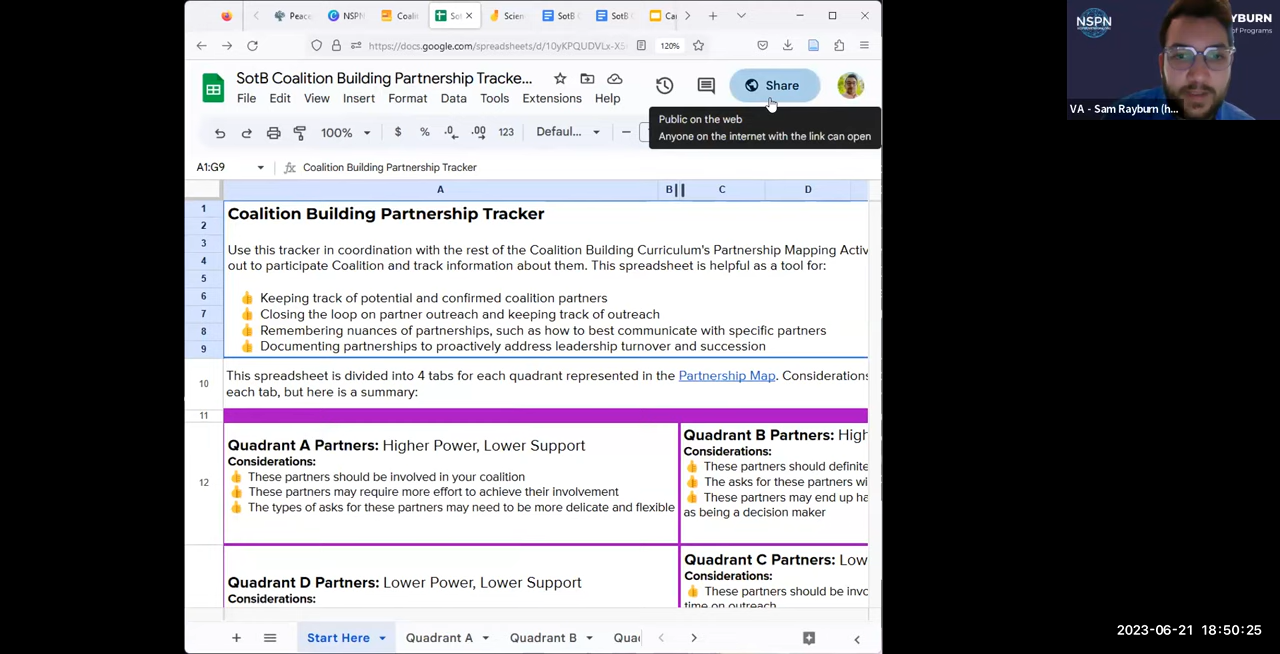 Peace
NSPN
Coalit
Sot
Scien
SotB
SotB
Ca
https://docs.google.com/spreadsheets/d/10yKPQUDVLx-X5
120%
SotB Coalition Building Partnership Tracke...
File Edit View Insert Format Data Tools Extensions Help
Share
Public on the web
Anyone on the internet with the link can open
100% $ % .0 .00 123 Defaul...
A1:G9 fx Coalition Building Partnership Tracker
A B C D
1 Coalition Building Partnership Tracker
2
3 Use this tracker in coordination with the rest of the Coalition Building Curriculum's Partnership Mapping Activ
4 out to participate Coalition and track information about them. This spreadsheet is helpful as a tool for:
5
6 👍 Keeping track of potential and confirmed coalition partners
7 👍 Closing the loop on partner outreach and keeping track of outreach
8 👍 Remembering nuances of partnerships, such as how to best communicate with specific partners
9 👍 Documenting partnerships to proactively address leadership turnover and succession
10 This spreadsheet is divided into 4 tabs for each quadrant represented in the Partnership Map. Considerations
each tab, but here is a summary:
11
12
Quadrant A Partners: Higher Power, Lower Support
Considerations:
👍 These partners should be involved in your coalition
👍 These partners may require more effort to achieve their involvement
👍 The types of asks for these partners may need to be more delicate and flexible
Quadrant B Partners: High
Considerations:
👍 These partners should definite
👍 The asks for these partners wi
👍 These partners may end up ha
as being a decision maker
Quadrant D Partners: Lower Power, Lower Support
Considerations:
Quadrant C Partners: Low
Considerations:
👍 These partners should be invo
time on outreach
Start Here Quadrant A Quadrant B Quad
NSPN
YBURN
of Programs
VA - Sam Rayburn (h...
2023-06-21 18:50:25